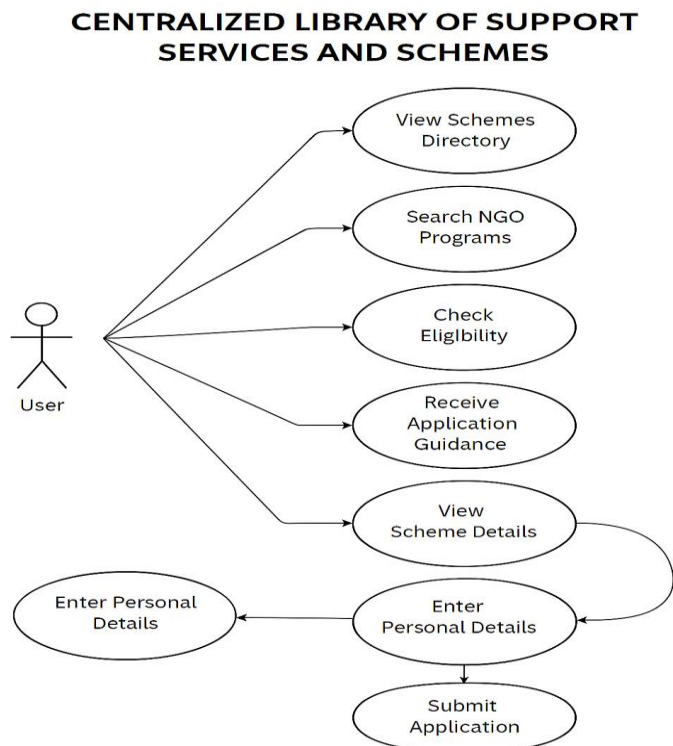 CENTRALIZED LIBRARY OF SUPPORT
SERVICES AND SCHEMES
View Schemes
Directory
Search NGO
Programs
Check
EligIbility
Receive
Application
Guidance
User
View
Scheme Details
Enter Personal
Details
Enter
Personal Details
Submit
Application